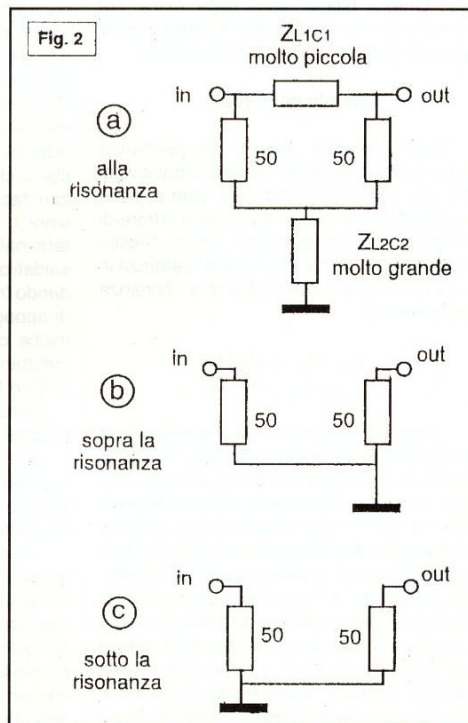 Fig. 2
ZL1C1
molto piccola
in
out
a
50
50
alla
risonanza
ZL2C2
molto grande
in
out
b
50
50
sopra la
risonanza
in
out
c
50
50
sotto la
risonanza